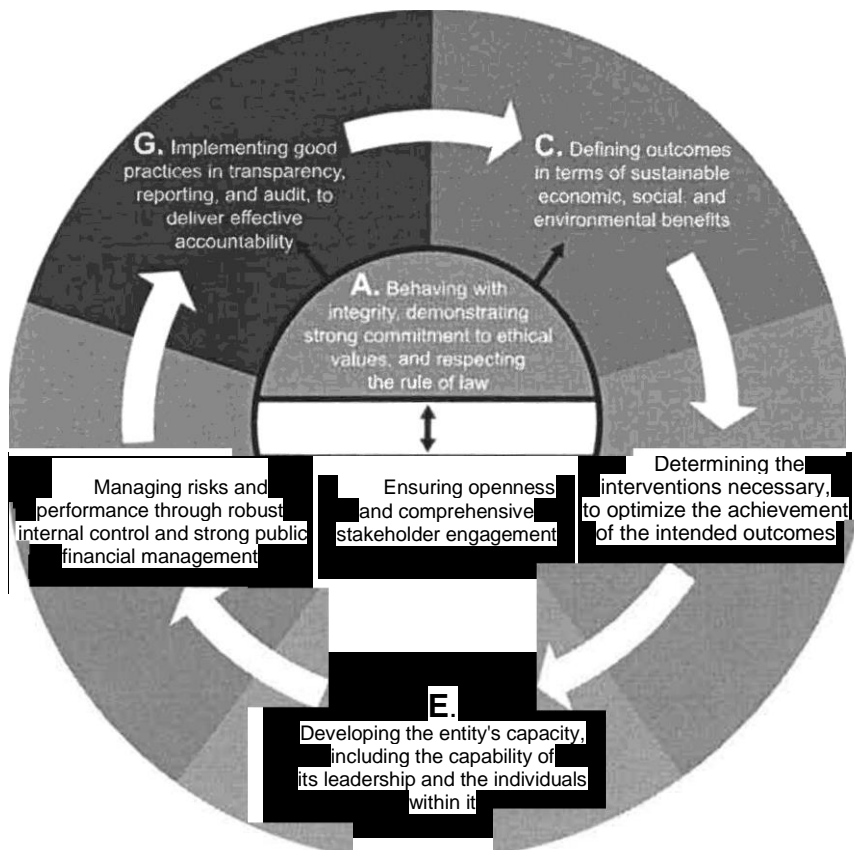 G. Implementing good
practices in transparency,
reporting, and audit, to
deliver effective
accountability
C. Defining outcomes
in terms of sustainable
economic, social, and
environmental benefits
A. Behaving with
integrity, demonstrating
strong commitment to ethical
values, and respecting
the rule of law
Managing risks and
performance through robust
internal control and strong public
financial management
Ensuring openness
and comprehensive
stakeholder engagement
Determining the
interventions necessary,
to optimize the achievement
of the intended outcomes
E.
Developing the entity's capacity,
including the capability of
its leadership and the individuals
within it